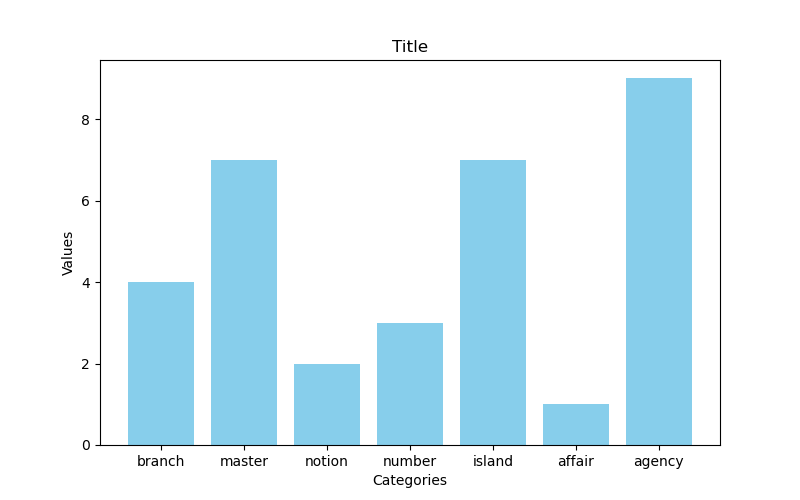 Title
Values
8
6
4
2
0
branch master notion number island affair agency
Categories